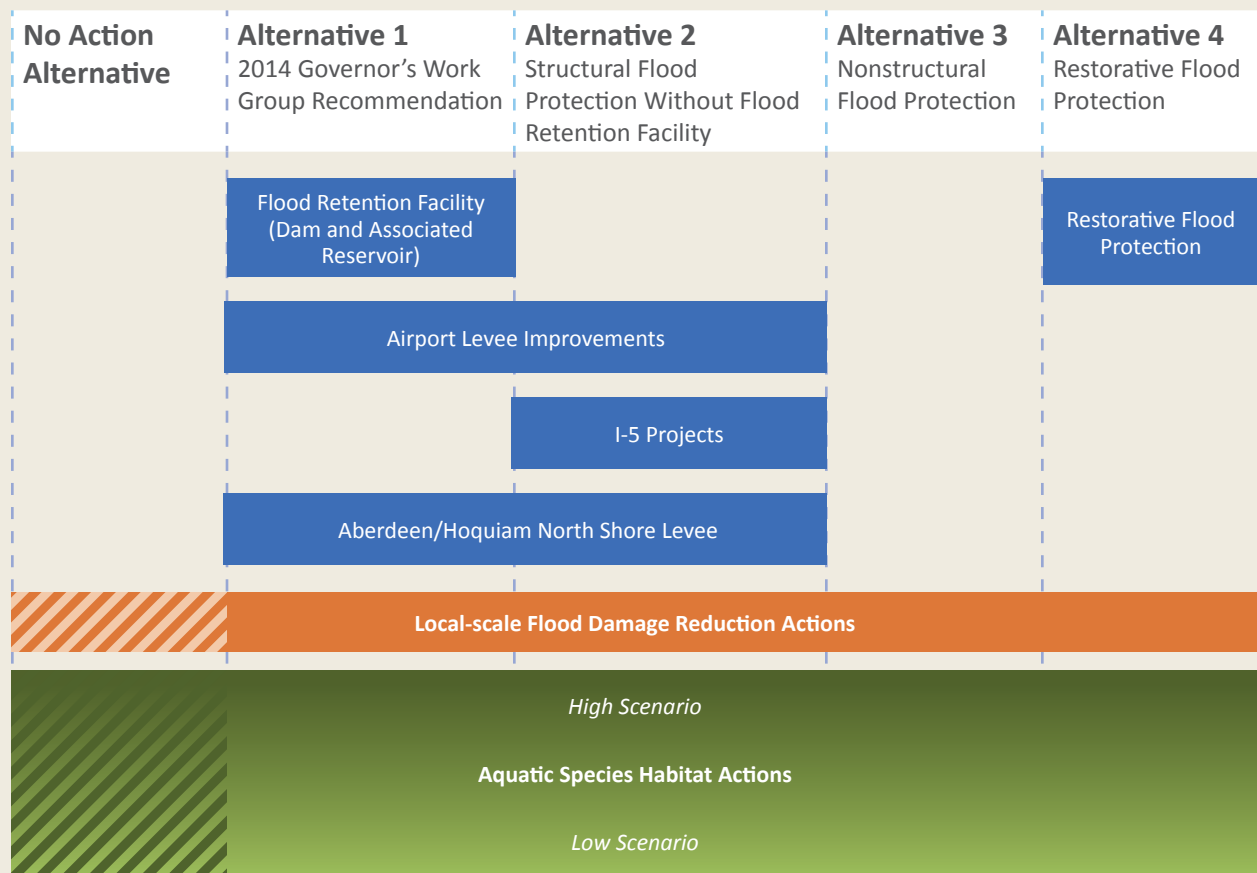 No Action
Alternative
Alternative 1
2014 Governor's Work
Group Recommendation
Alternative 2
Structural Flood
Protection Without Flood
Retention Facility
Alternative 3
Nonstructural
Flood Protection
Alternative 4
Restorative Flood
Protection
Flood Retention Facility
(Dam and Associated
Reservoir)
Restorative Flood
Protection
Airport Levee Improvements
I-5 Projects
Aberdeen/Hoquiam North Shore Levee
Local-scale Flood Damage Reduction Actions
High Scenario
Aquatic Species Habitat Actions
Low Scenario